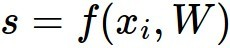 s = f(x_i, W)